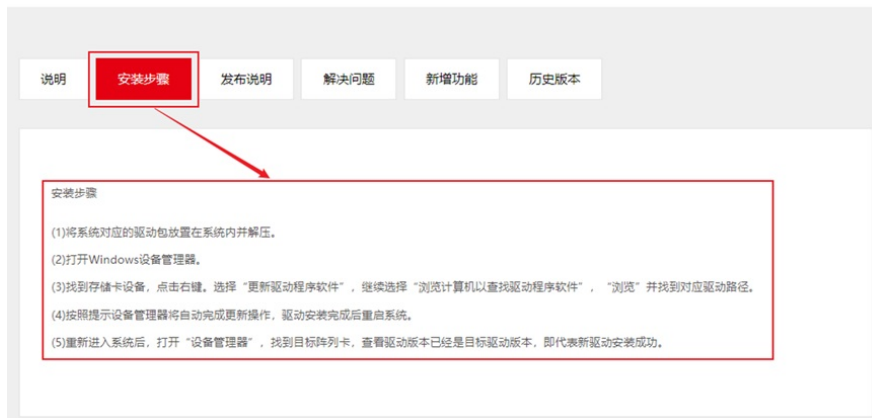 说明 安装步骤 发布说明 解决问题 新增功能 历史版本
安装步骤
(1)将系统对应的驱动包放置在系统内并解压。
(2)打开Windows设备管理器。
(3)找到存储卡设备，点击右键。选择“更新驱动程序软件”，继续选择“浏览计算机以查找驱动程序软件”，“浏览”并找到对应驱动路径。
(4)按照提示设备管理器将自动完成更新操作，驱动安装完成后重启系统。
(5)重新进入系统后，打开“设备管理器”，找到目标阵列卡，查看驱动版本已经是目标驱动版本，即代表新驱动安装成功。